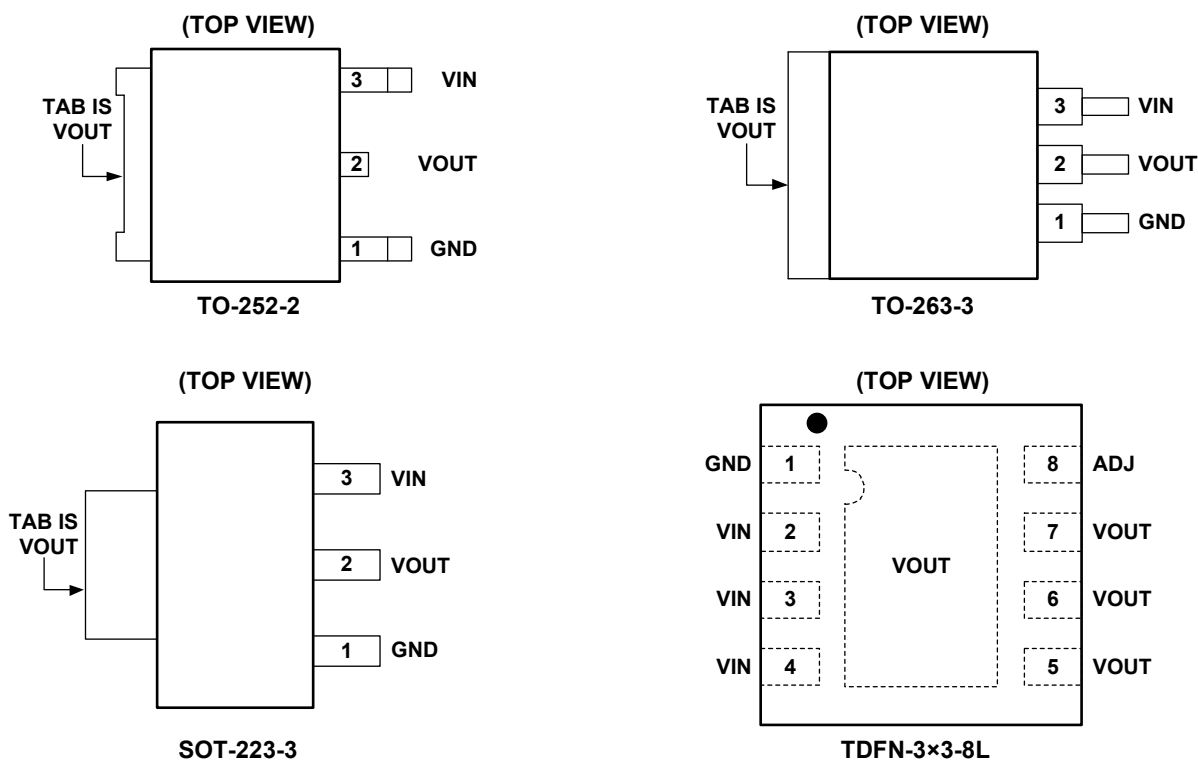 (TOP VIEW)
TAB IS
VOUT
3 VIN
2 VOUT
1 GND
TO-252-2
(TOP VIEW)
TAB IS
VOUT
3 VIN
2 VOUT
1 GND
TO-263-3
(TOP VIEW)
TAB IS
VOUT
3 VIN
2 VOUT
1 GND
SOT-223-3
(TOP VIEW)
GND 1 8 ADJ
VIN 2 7 VOUT
VOUT
VIN 3 6 VOUT
VIN 4 5 VOUT
TDFN-3×3-8L